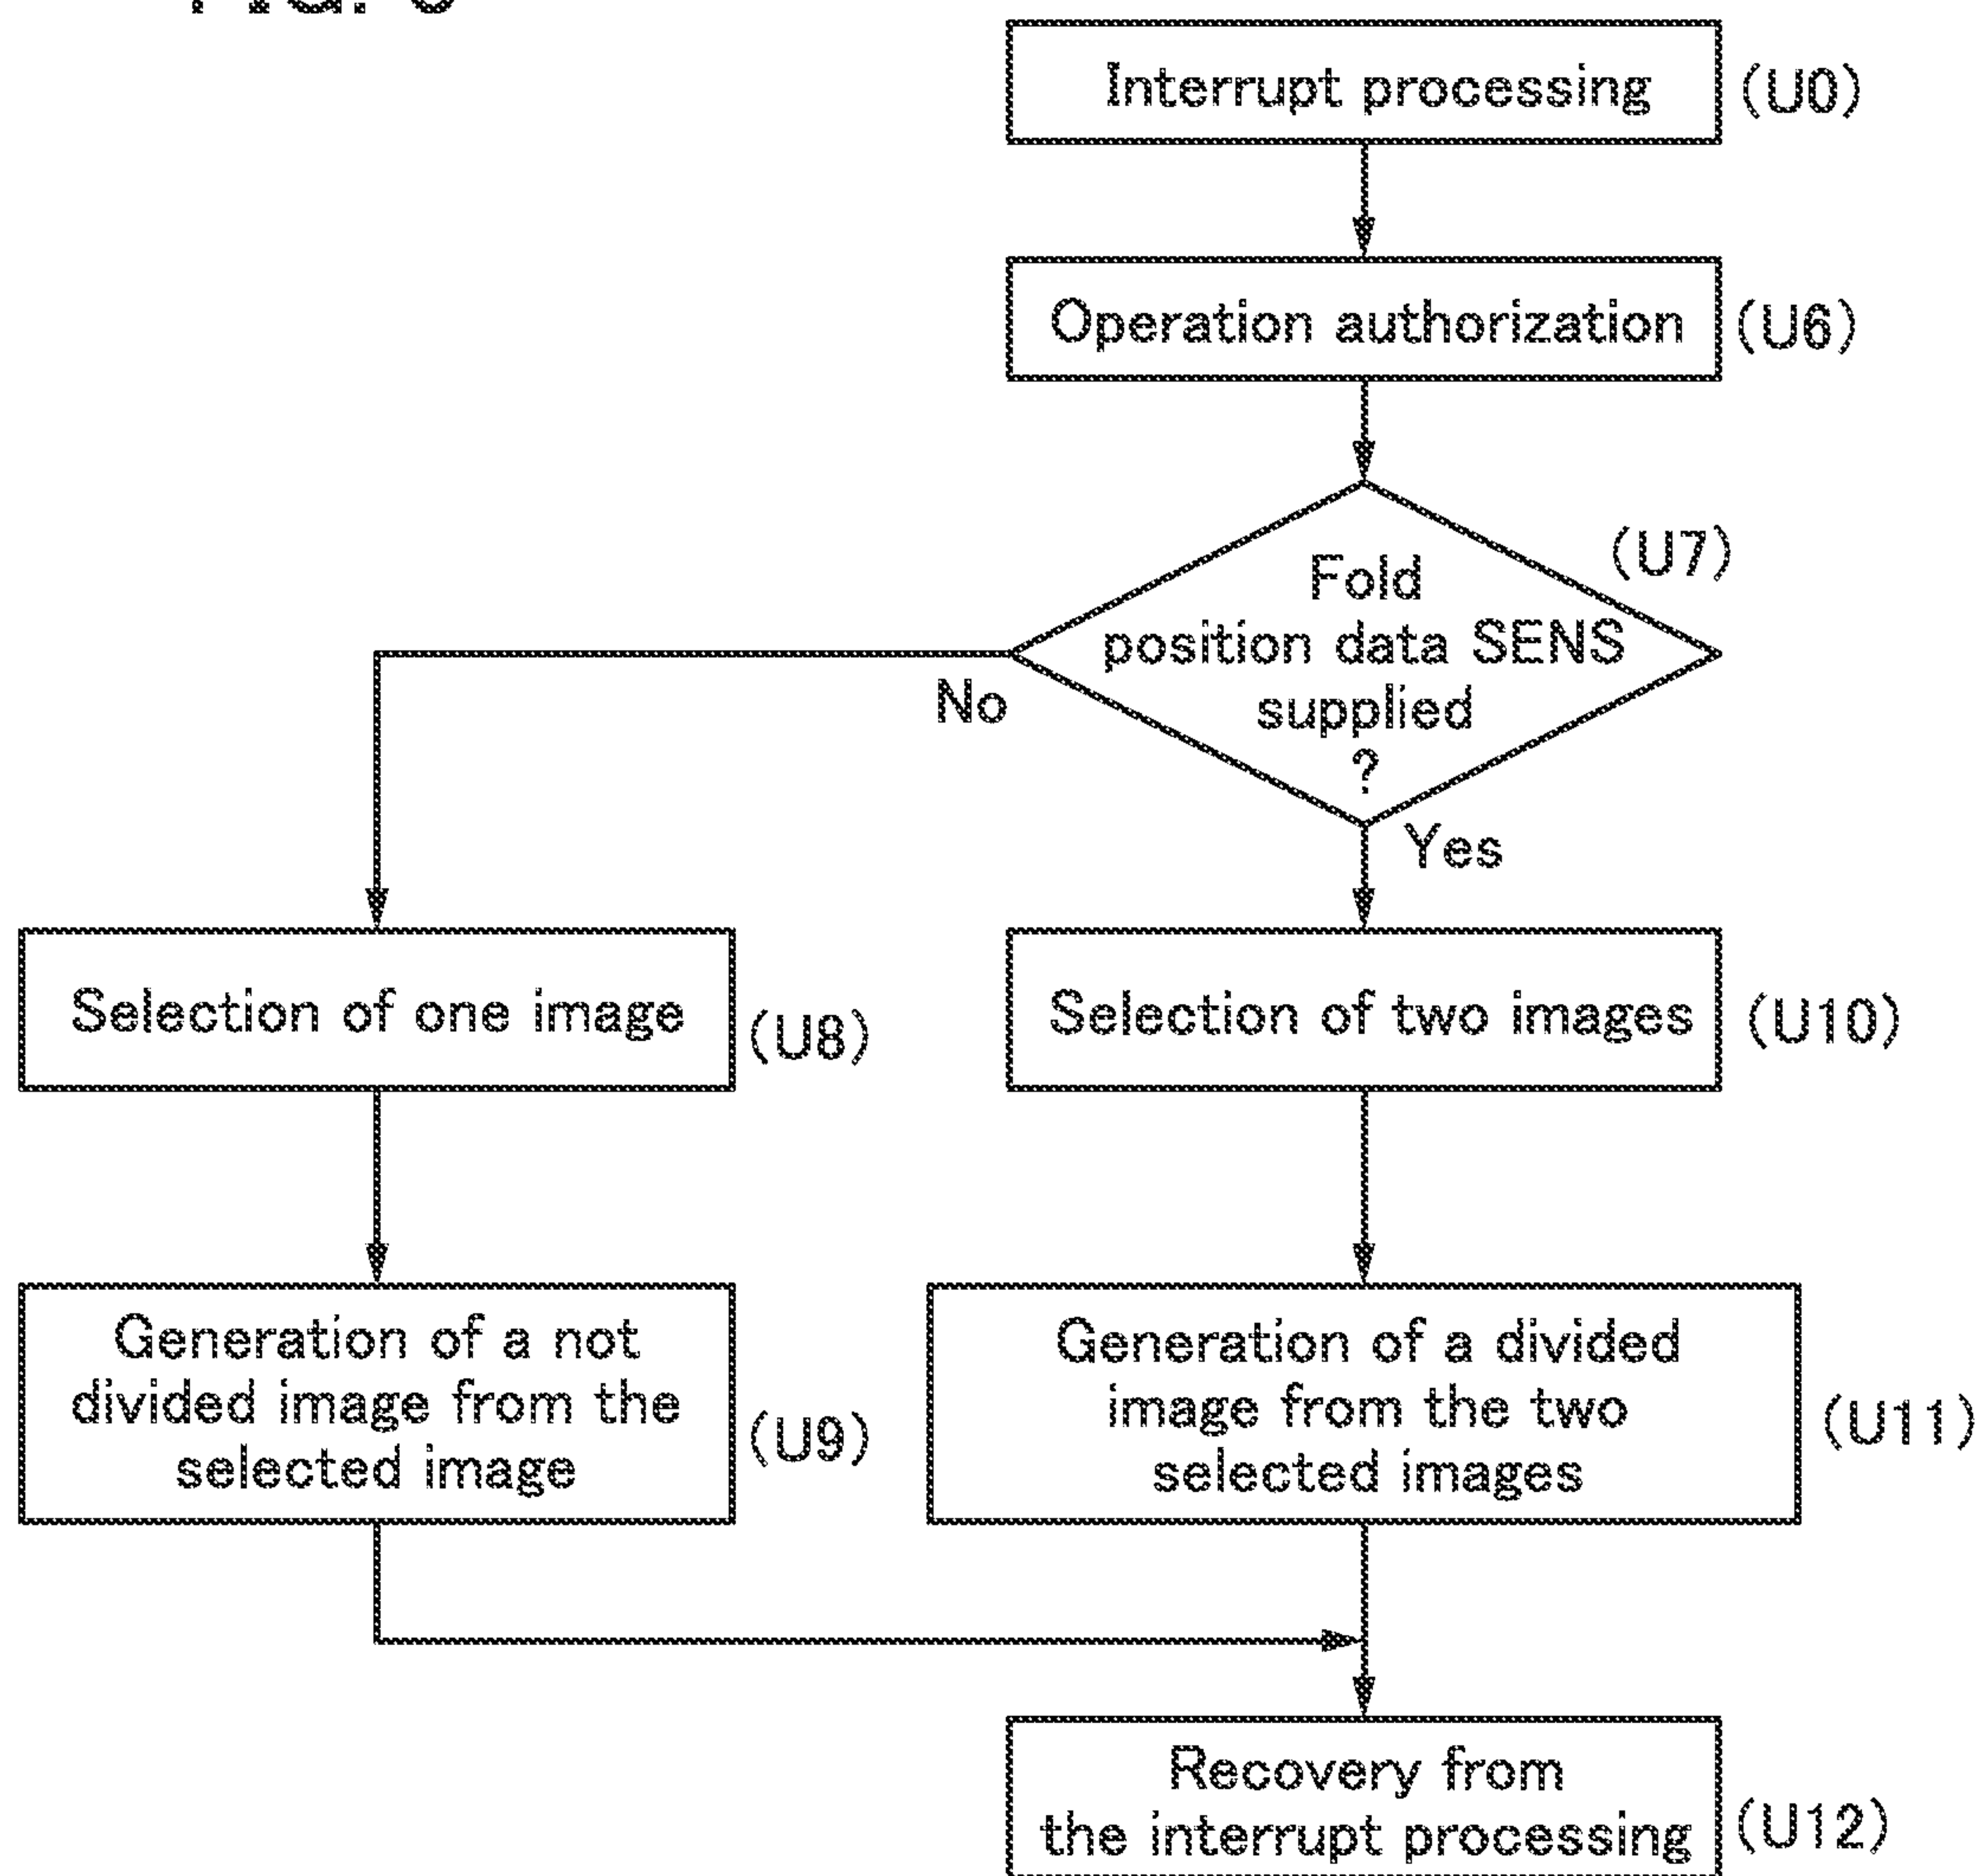 Interrupt processing (U0)
Operation authorization (U6)
(U7)
Fold
position data SENS
supplied
?
No
Yes
Selection of one image (U8)
Selection of two images (U10)
Generation of a not
divided image from the
selected image
(U9)
Generation of a divided
image from the two
selected images
(U11)
Recovery from
the interrupt processing
(U12)